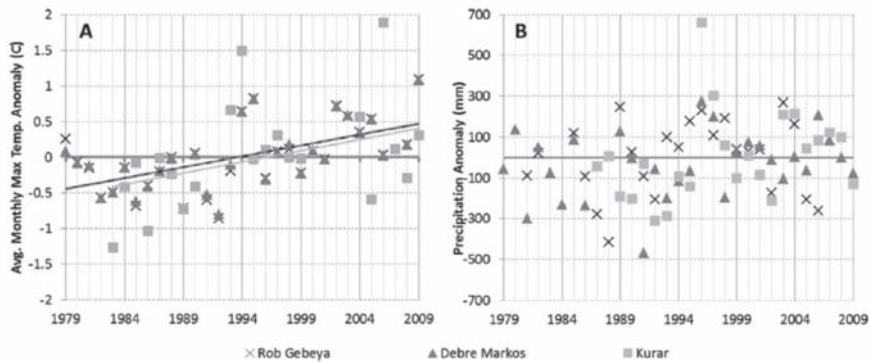 A
Avg. Monthly Max Temp. Anomaly (C)
2
1.5
1
0.5
0
-0.5
-1
-1.5
-2
1979 1984 1989 1994 1999 2004 2009
B
Precipitation Anomaly (mm)
700
500
300
100
-100
-300
-500
-700
1979 1984 1989 1994 1999 2004 2009
Rob Gebeya Debre Markos Kurar